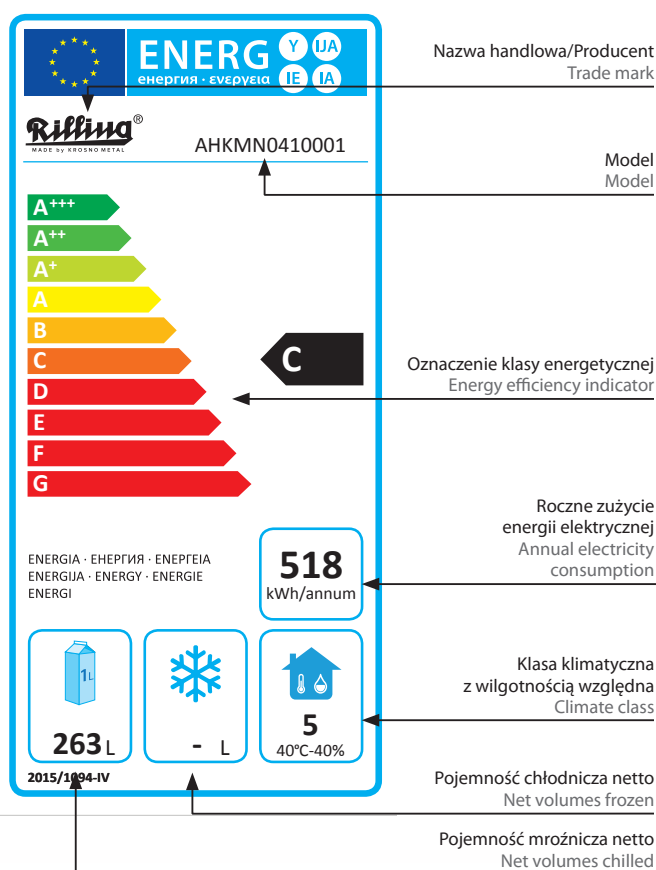 ENERG Y IJA
енергия · ενεργεια IE IA
Rilling®
MADE by KROSNO METAL
AHKMN0410001
A+++
A++
A+
A
B
C
D
E
F
G
C
ENERGIA · ЕНЕРГИЯ · ΕΝΕΡΓΕΙΑ
ENERGIJA · ENERGY · ENERGIE
ENERGI
518
kWh/annum
1L
263 L
- L
5
40°C-40%
2015/1094-IV
Nazwa handlowa/Producent
Trade mark
Model
Model
Oznaczenie klasy energetycznej
Energy efficiency indicator
Roczne zużycie
energii elektrycznej
Annual electricity
consumption
Klasa klimatyczna
z wilgotnością względna
Climate class
Pojemność chłodnicza netto
Net volumes frozen
Pojemność mroźnicza netto
Net volumes chilled